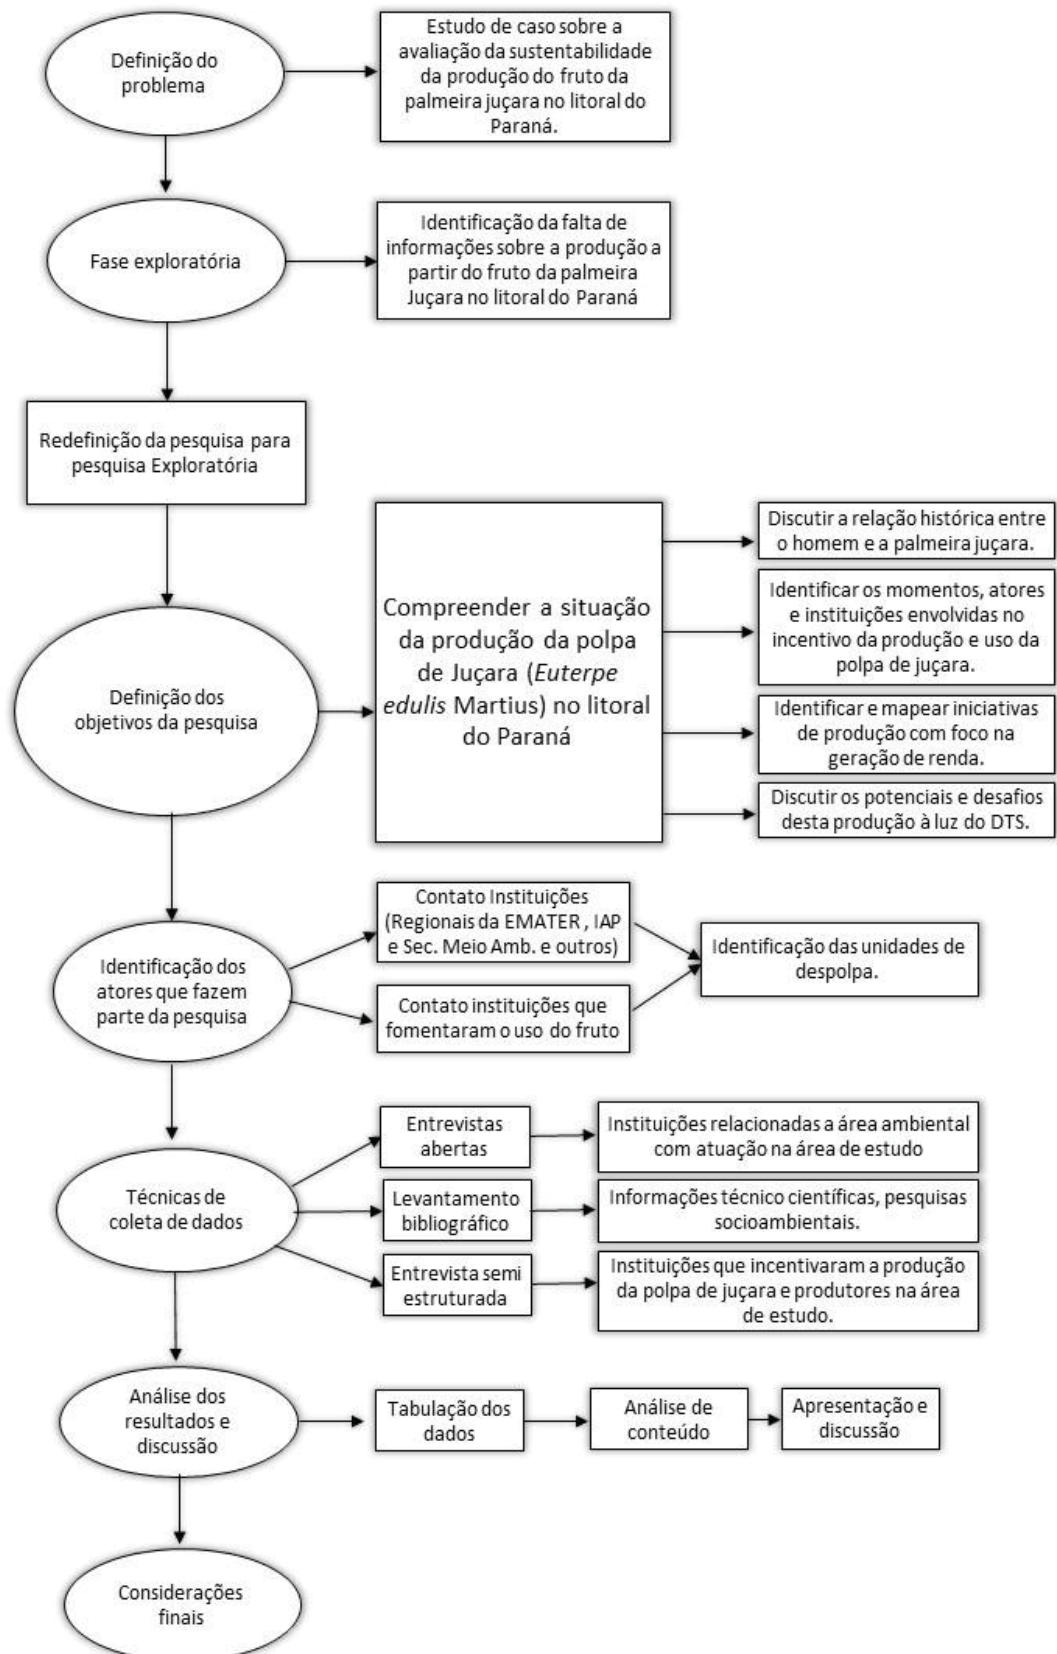 Definição do
problema
Estudo de caso sobre a
avaliação da sustentabilidade
da produção do fruto da
palmeira juçara no litoral do
Paraná.
Fase exploratória
Identificação da falta de
informações sobre a produção a
partir do fruto da palmeira
Juçara no litoral do Paraná
Redefinição da pesquisa para
pesquisa Exploratória
Definição dos
objetivos da pesquisa
Compreender a situação
da produção da polpa
de Juçara (Euterpe
edulis Martius) no litoral
do Paraná
Discutir a relação histórica entre
o homem e a palmeira juçara.
Identificar os momentos, atores
e instituições envolvidas no
incentivo da produção e uso da
polpa de juçara.
Identificar e mapear iniciativas
de produção com foco na
geração de renda.
Discutir os potenciais e desafios
desta produção à luz do DTS.
Identificação dos
atores que fazem
parte da pesquisa
Contato Instituições
(Regionais da EMATER , IAP
e Sec. Meio Amb. e outros)
Contato instituições que
fomentaram o uso do fruto
Identificação das unidades de
despolpa.
Técnicas de
coleta de dados
Entrevistas
abertas
Instituições relacionadas a área ambiental
com atuação na área de estudo
Levantamento
bibliográfico
Informações técnico científicas, pesquisas
socioambientais.
Entrevista semi
estruturada
Instituições que incentivaram a produção
da polpa de juçara e produtores na área
de estudo.
Análise dos
resultados e
discussão
Tabulação dos
dados
Análise de
conteúdo
Apresentação e
discussão
Considerações
finais